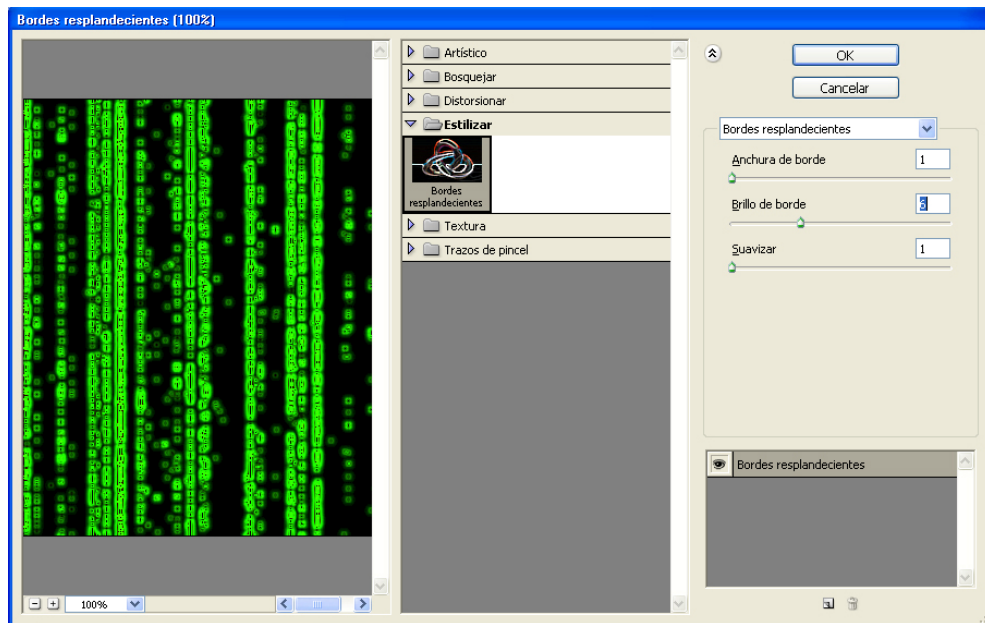 Bordes resplandecientes (100%)
Artístico
Bosquejar
Distorsionar
Estilizar
Bordes
resplandecientes
Textura
Trazos de pincel
100%
OK
Cancelar
Bordes resplandecientes
Anchura de borde 1
Brillo de borde 6
Suavizar 1
Bordes resplandecientes